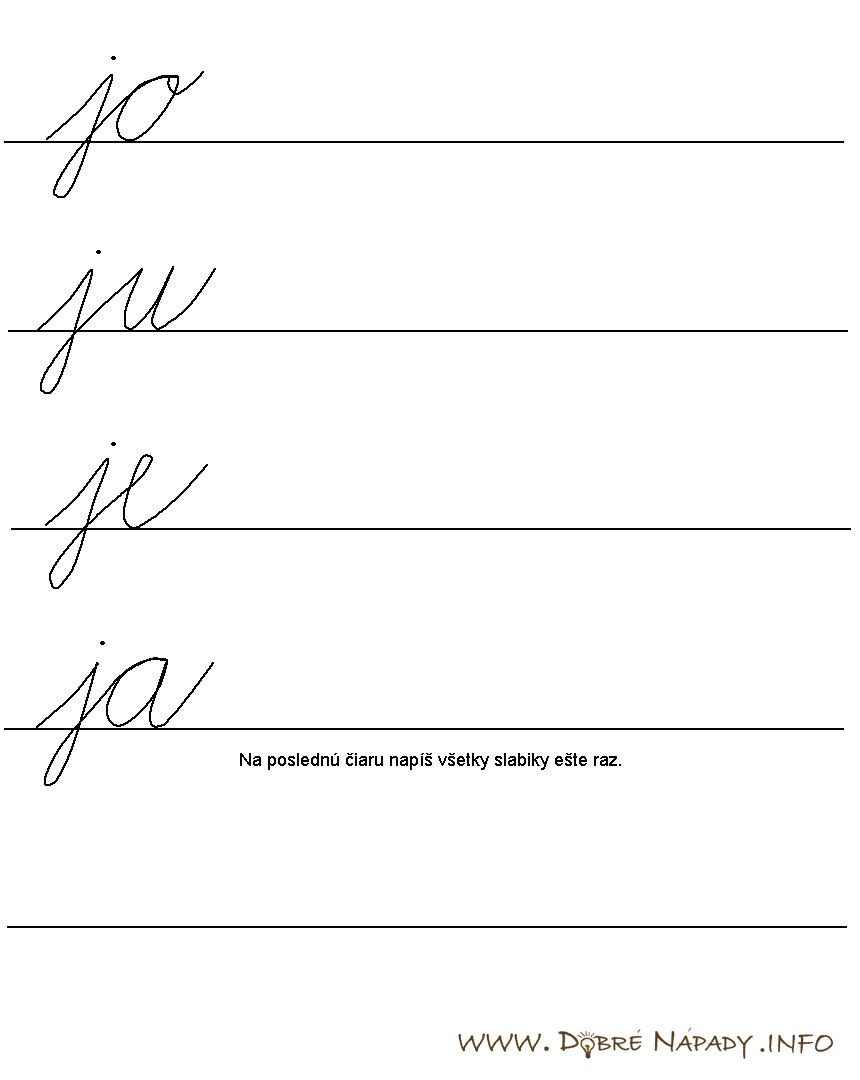 jo
ju
je
ja
Na poslednú čiaru napíš všetky slabiky ešte raz.
WWW. DOBRÉ NÁPADY .INFO